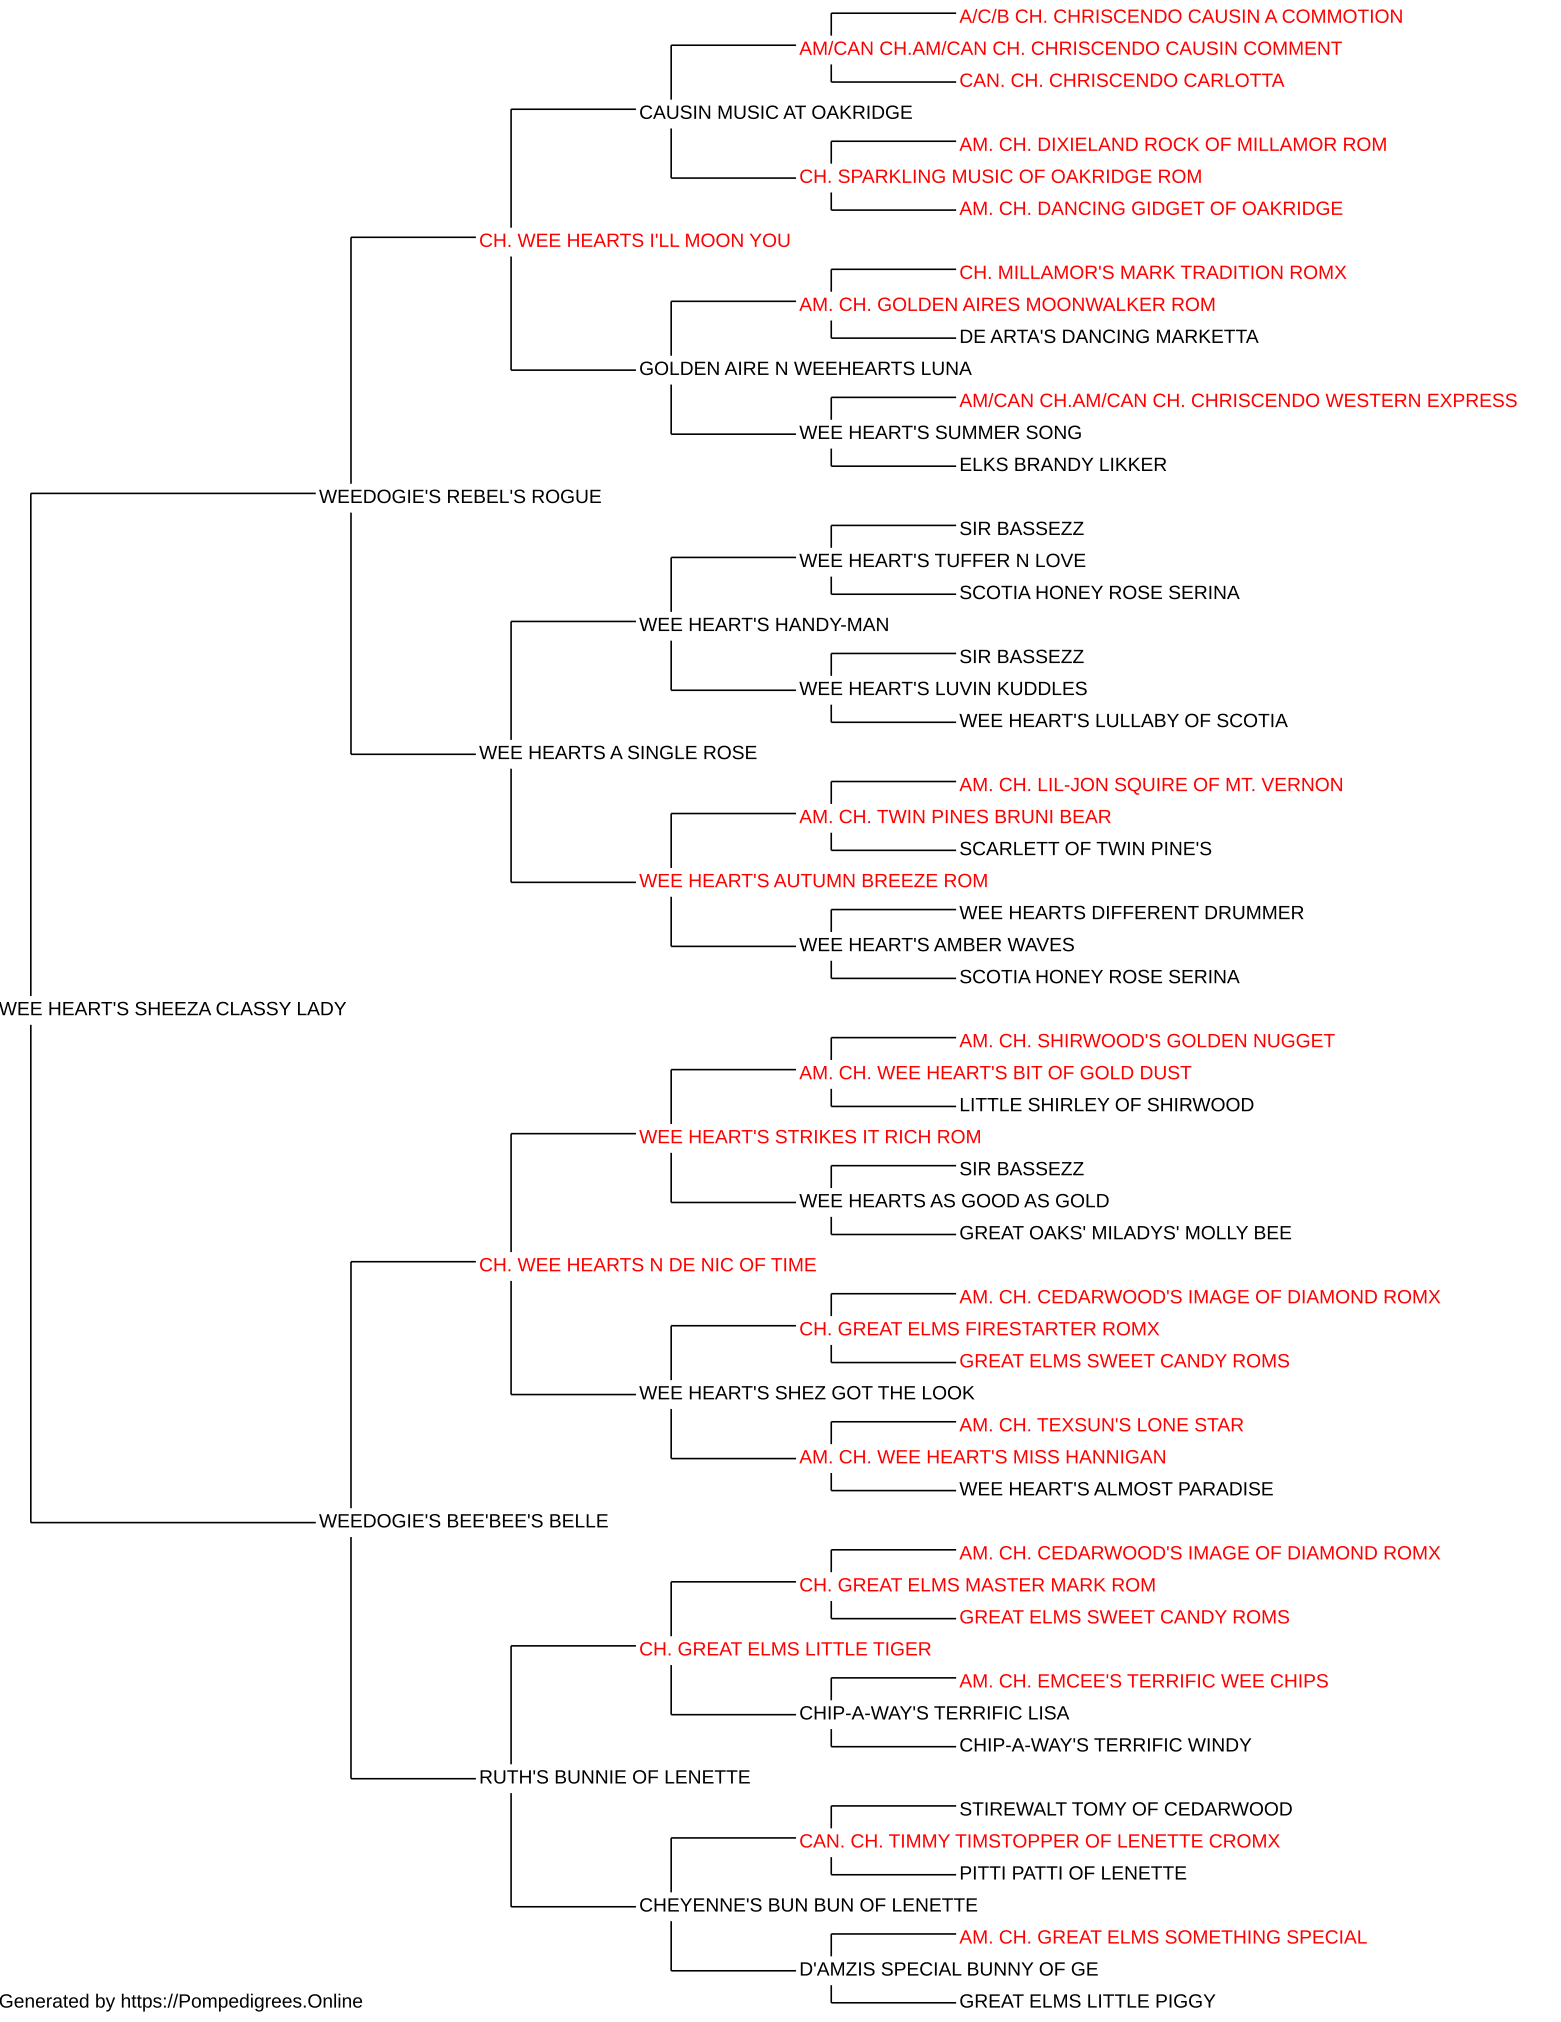 A/C/B CH. CHRISCENDO CAUSIN A COMMOTION
AM/CAN CH.AM/CAN CH. CHRISCENDO CAUSIN COMMENT
CAN. CH. CHRISCENDO CARLOTTA
CAUSIN MUSIC AT OAKRIDGE
AM. CH. DIXIELAND ROCK OF MILLAMOR ROM
CH. SPARKLING MUSIC OF OAKRIDGE ROM
AM. CH. DANCING GIDGET OF OAKRIDGE
CH. WEE HEARTS I'LL MOON YOU
CH. MILLAMOR'S MARK TRADITION ROMX
AM. CH. GOLDEN AIRES MOONWALKER ROM
DE ARTA'S DANCING MARKETTA
GOLDEN AIRE N WEEHEARTS LUNA
AM/CAN CH.AM/CAN CH. CHRISCENDO WESTERN EXPRESS
WEE HEART'S SUMMER SONG
ELKS BRANDY LIKKER
WEEDOGIE'S REBEL'S ROGUE
SIR BASSEZZ
WEE HEART'S TUFFER N LOVE
SCOTIA HONEY ROSE SERINA
WEE HEART'S HANDY-MAN
SIR BASSEZZ
WEE HEART'S LUVIN KUDDLES
WEE HEART'S LULLABY OF SCOTIA
WEE HEARTS A SINGLE ROSE
AM. CH. LIL-JON SQUIRE OF MT. VERNON
AM. CH. TWIN PINES BRUNI BEAR
SCARLETT OF TWIN PINE'S
WEE HEART'S AUTUMN BREEZE ROM
WEE HEARTS DIFFERENT DRUMMER
WEE HEART'S AMBER WAVES
SCOTIA HONEY ROSE SERINA
WEE HEART'S SHEEZA CLASSY LADY
AM. CH. SHIRWOOD'S GOLDEN NUGGET
AM. CH. WEE HEART'S BIT OF GOLD DUST
LITTLE SHIRLEY OF SHIRWOOD
WEE HEART'S STRIKES IT RICH ROM
SIR BASSEZZ
WEE HEARTS AS GOOD AS GOLD
GREAT OAKS' MILADYS' MOLLY BEE
CH. WEE HEARTS N DE NIC OF TIME
AM. CH. CEDARWOOD'S IMAGE OF DIAMOND ROMX
CH. GREAT ELMS FIRESTARTER ROMX
GREAT ELMS SWEET CANDY ROMS
WEE HEART'S SHEZ GOT THE LOOK
AM. CH. TEXSUN'S LONE STAR
AM. CH. WEE HEART'S MISS HANNIGAN
WEE HEART'S ALMOST PARADISE
WEEDOGIE'S BEE'BEE'S BELLE
AM. CH. CEDARWOOD'S IMAGE OF DIAMOND ROMX
CH. GREAT ELMS MASTER MARK ROM
GREAT ELMS SWEET CANDY ROMS
CH. GREAT ELMS LITTLE TIGER
AM. CH. EMCEE'S TERRIFIC WEE CHIPS
CHIP-A-WAY'S TERRIFIC LISA
CHIP-A-WAY'S TERRIFIC WINDY
RUTH'S BUNNIE OF LENETTE
STIREWALT TOMY OF CEDARWOOD
CAN. CH. TIMMY TIMSTOPPER OF LENETTE CROMX
PITTI PATTI OF LENETTE
CHEYENNE'S BUN BUN OF LENETTE
AM. CH. GREAT ELMS SOMETHING SPECIAL
D'AMZIS SPECIAL BUNNY OF GE
GREAT ELMS LITTLE PIGGY
Generated by https://Pompedigrees.Online